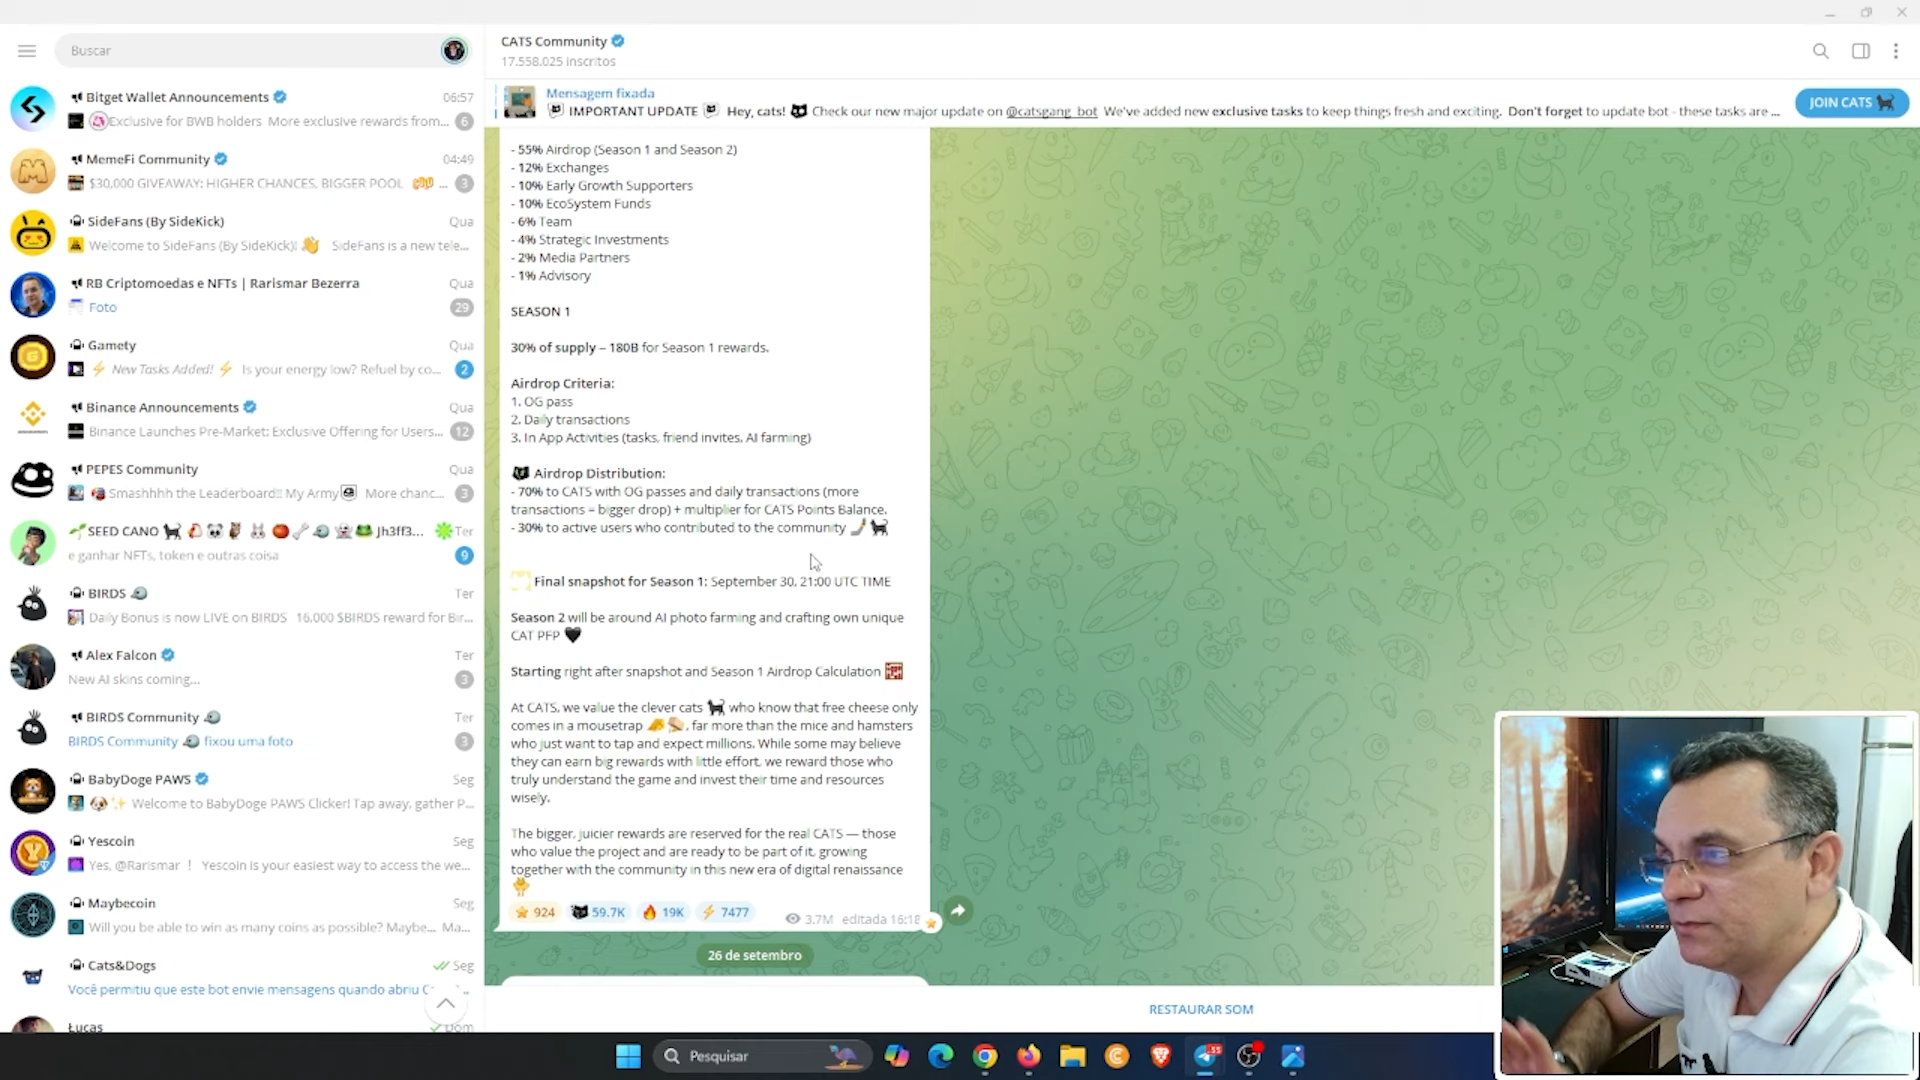 Buscar
Bitget Wallet Announcements
06:57
Exclusive for BWB holders More exclusive rewards from...
6
MemeFi Community
04:49
$30,000 GIVEAWAY: HIGHER CHANCES, BIGGER POOL
...
3
SideFans (By SideKick)
Qua
Welcome to SideFans (By SideKick)! SideFans is a new tele...
RB Criptomoedas e NFTs | Rarismar Bezerra
Qua
Foto
29
Gamety
Qua
New Tasks Added! Is your energy low? Refuel by co...
2
Binance Announcements
Qua
Binance Launches Pre-Market: Exclusive Offering for Users...
12
PEPES Community
Qua
Smashhhh the Leaderboard!! My Army More chanc...
3
SEED CANO Jh3ff3...
Ter
e ganhar NFTs, token e outras coisa
9
BIRDS
Ter
Daily Bonus is now LIVE on BIRDS 16,000 $BIRDS reward for Bir...
Alex Falcon
Ter
New AI skins coming...
3
BIRDS Community
Ter
BIRDS Community fixou uma foto
3
BabyDoge PAWS
Seg
Welcome to BabyDoge PAWS Clicker! Tap away, gather P...
Yescoin
Seg
Yes, @Rarismar ! Yescoin is your easiest way to access the we...
Maybecoin
Seg
Will you be able to win as many coins as possible? Maybe... Ma...
Cats&Dogs
Seg
Você permitiu que este bot envie mensagens quando abriu
Łucas
Dom
CATS Community
17.558.025 inscritos
Mensagem fixada
IMPORTANT UPDATE Hey, cats! Check our new major update on @catsgang_bot We've added new exclusive tasks to keep things fresh and exciting. Don't forget to update bot - these tasks are ...
JOIN CATS
- 55% Airdrop (Season 1 and Season 2)
- 12% Exchanges
- 10% Early Growth Supporters
- 10% EcoSystem Funds
- 6% Team
- 4% Strategic Investments
- 2% Media Partners
- 1% Advisory
SEASON 1
30% of supply – 180B for Season 1 rewards.
Airdrop Criteria:
1. OG pass
2. Daily transactions
3. In App Activities (tasks, friend invites, AI farming)
Airdrop Distribution:
- 70% to CATS with OG passes and daily transactions (more
transactions = bigger drop) + multiplier for CATS Points Balance.
- 30% to active users who contributed to the community
Final snapshot for Season 1: September 30, 21:00 UTC TIME
Season 2 will be around AI photo farming and crafting own unique
CAT PFP
Starting right after snapshot and Season 1 Airdrop Calculation
At CATS, we value the clever cats who know that free cheese only
comes in a mousetrap , far more than the mice and hamsters
who just want to tap and expect millions. While some may believe
they can earn big rewards with little effort, we reward those who
truly understand the game and invest their time and resources
wisely.
The bigger, juicier rewards are reserved for the real CATS — those
who value the project and are ready to be part of it, growing
together with the community in this new era of digital renaissance
924 59.7K 19K 7477
3.7M editada 16:18
26 de setembro
RESTAURAR SOM
Pesquisar